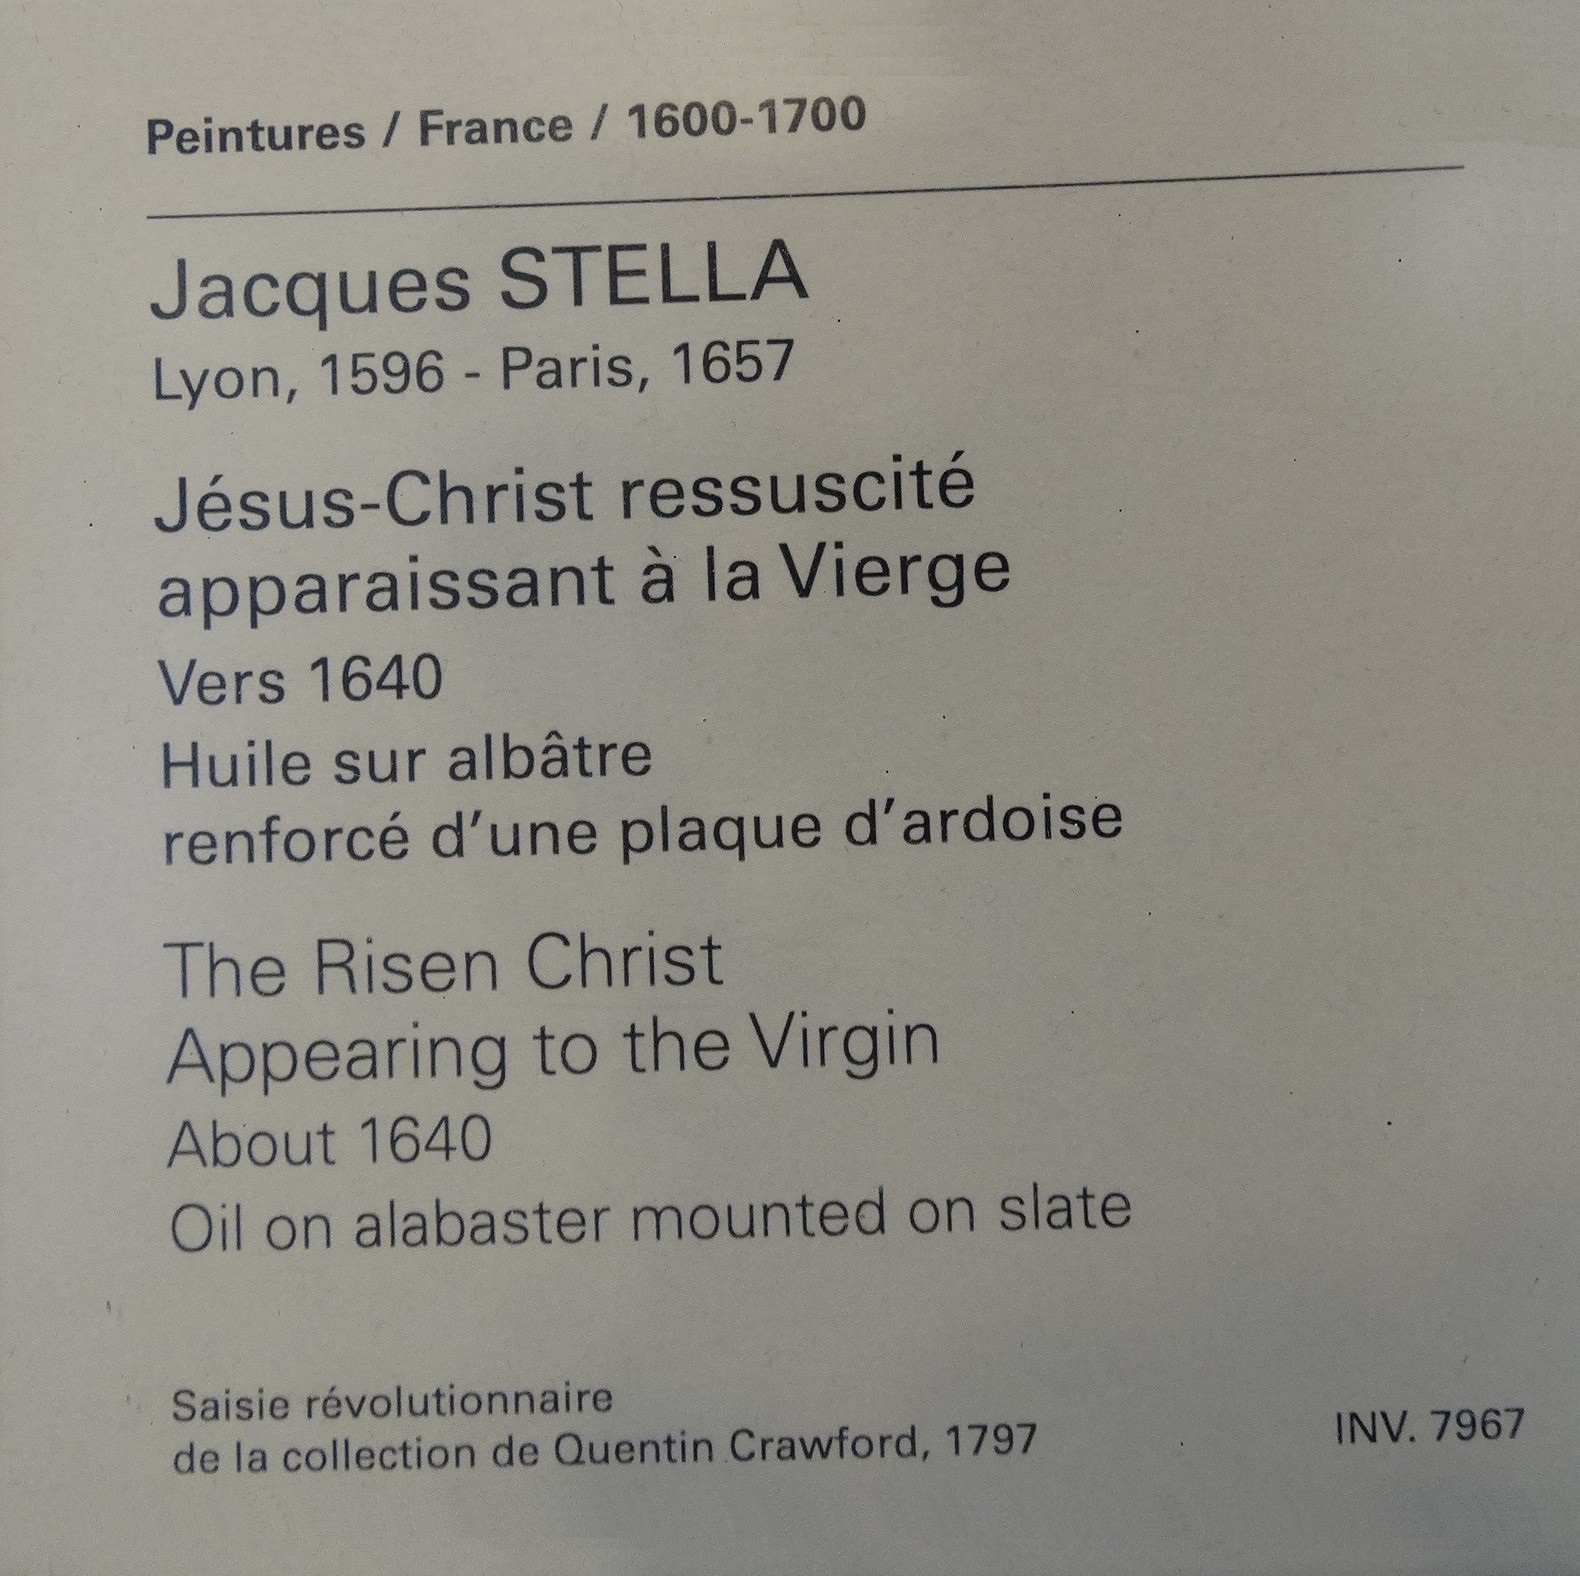 Peintures / France / 1600-1700
Jacques STELLA
Lyon, 1596 - Paris, 1657
Jésus-Christ ressuscité
apparaissant à la Vierge
Vers 1640
Huile sur albâtre
renforcé d’une plaque d’ardoise
The Risen Christ
Appearing to the Virgin
About 1640
Oil on alabaster mounted on slate
Saisie révolutionnaire
de la collection de Quentin Crawford, 1797
INV. 7967